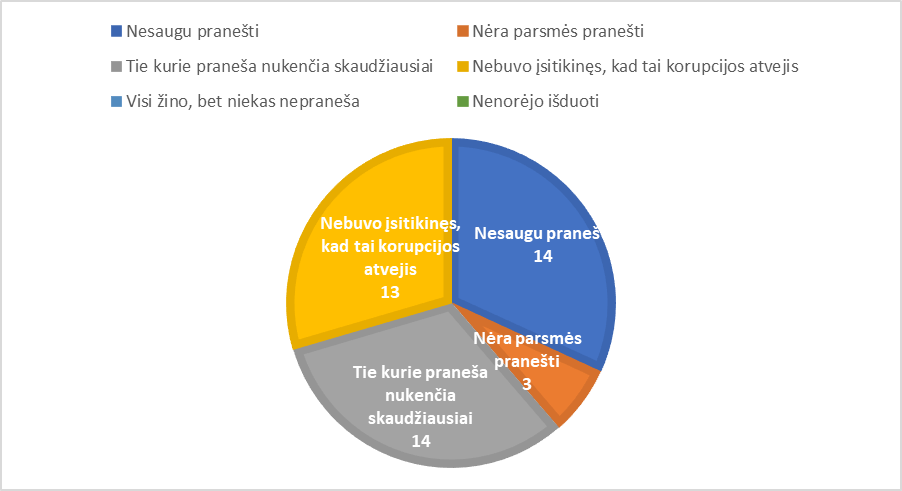 Nesaugu pranešti
Nėra parsmės pranešti
Tie kurie praneša nukenčia skaudžiausiai
Nebuvo įsitikinęs, kad tai korupcijos atvejis
Visi žino, bet niekas nepraneša
Nenorėjo išduoti
Nebuvo įsitikinęs,
kad tai korupcijos
atvejis
13
Nesaugu praneš
14
Nėra parsmės
pranešti
3
Tie kurie praneša
nukenčia
skaudžiausiai
14